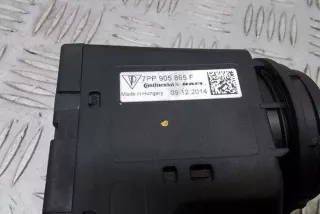 7PP 905 865 F
Continental
Made in Hungary 09.12.2014